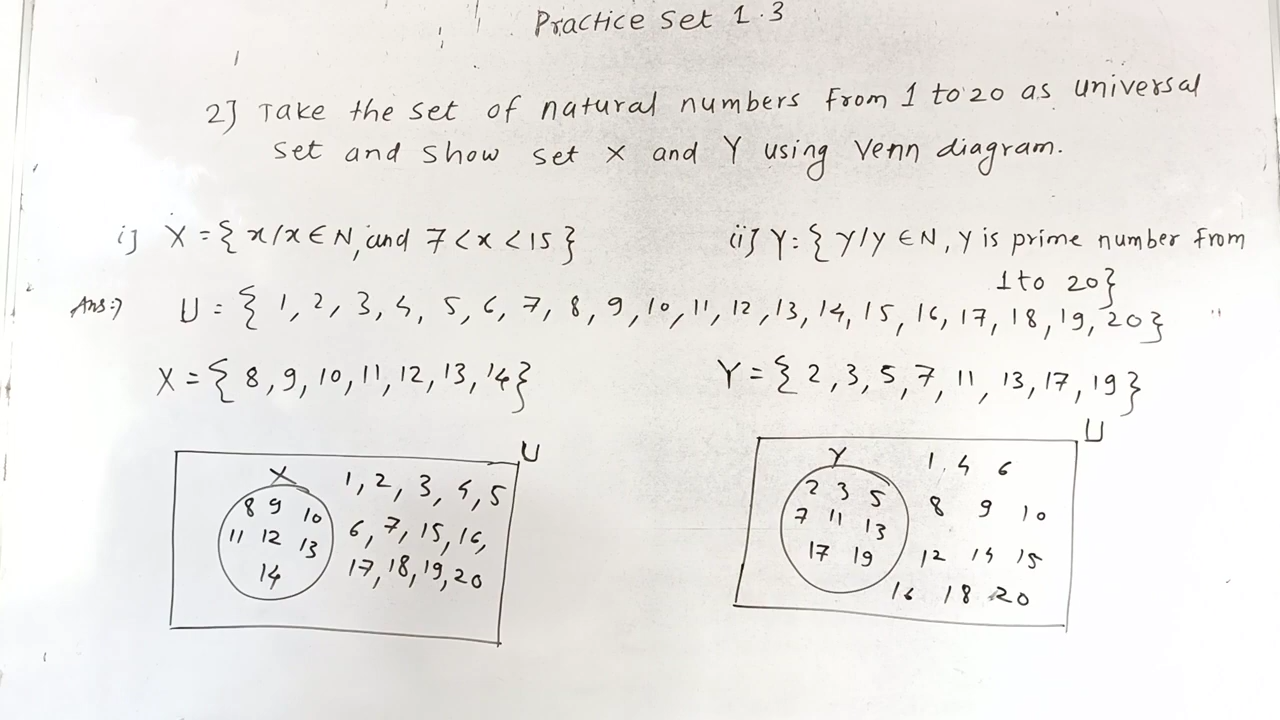 Practice Set 1.3
2] Take the set of natural numbers From 1 to 20 as universal
set and show set X and Y using Venn diagram.
i] X = { x/x ∈ N, and 7 < x < 15 }
(ii] Y: { Y/y ∈ N, Y is prime number from
1 to 20}
Ans:⇒ U = { 1, 2, 3, 4, 5, 6, 7, 8, 9, 10, 11, 12, 13, 14, 15, 16, 17, 18, 19, 20}
X = { 8, 9, 10, 11, 12, 13, 14}
Y = { 2, 3, 5, 7, 11, 13, 17, 19}
U
X 1, 2, 3, 4, 5
8 9 10
6, 7, 15, 16,
11 12 13
17, 18, 19, 20
14
U
Y 1, 4 6
2 3 5
8 9 10
7 11 13
12 14 15
17 19
16 18 20